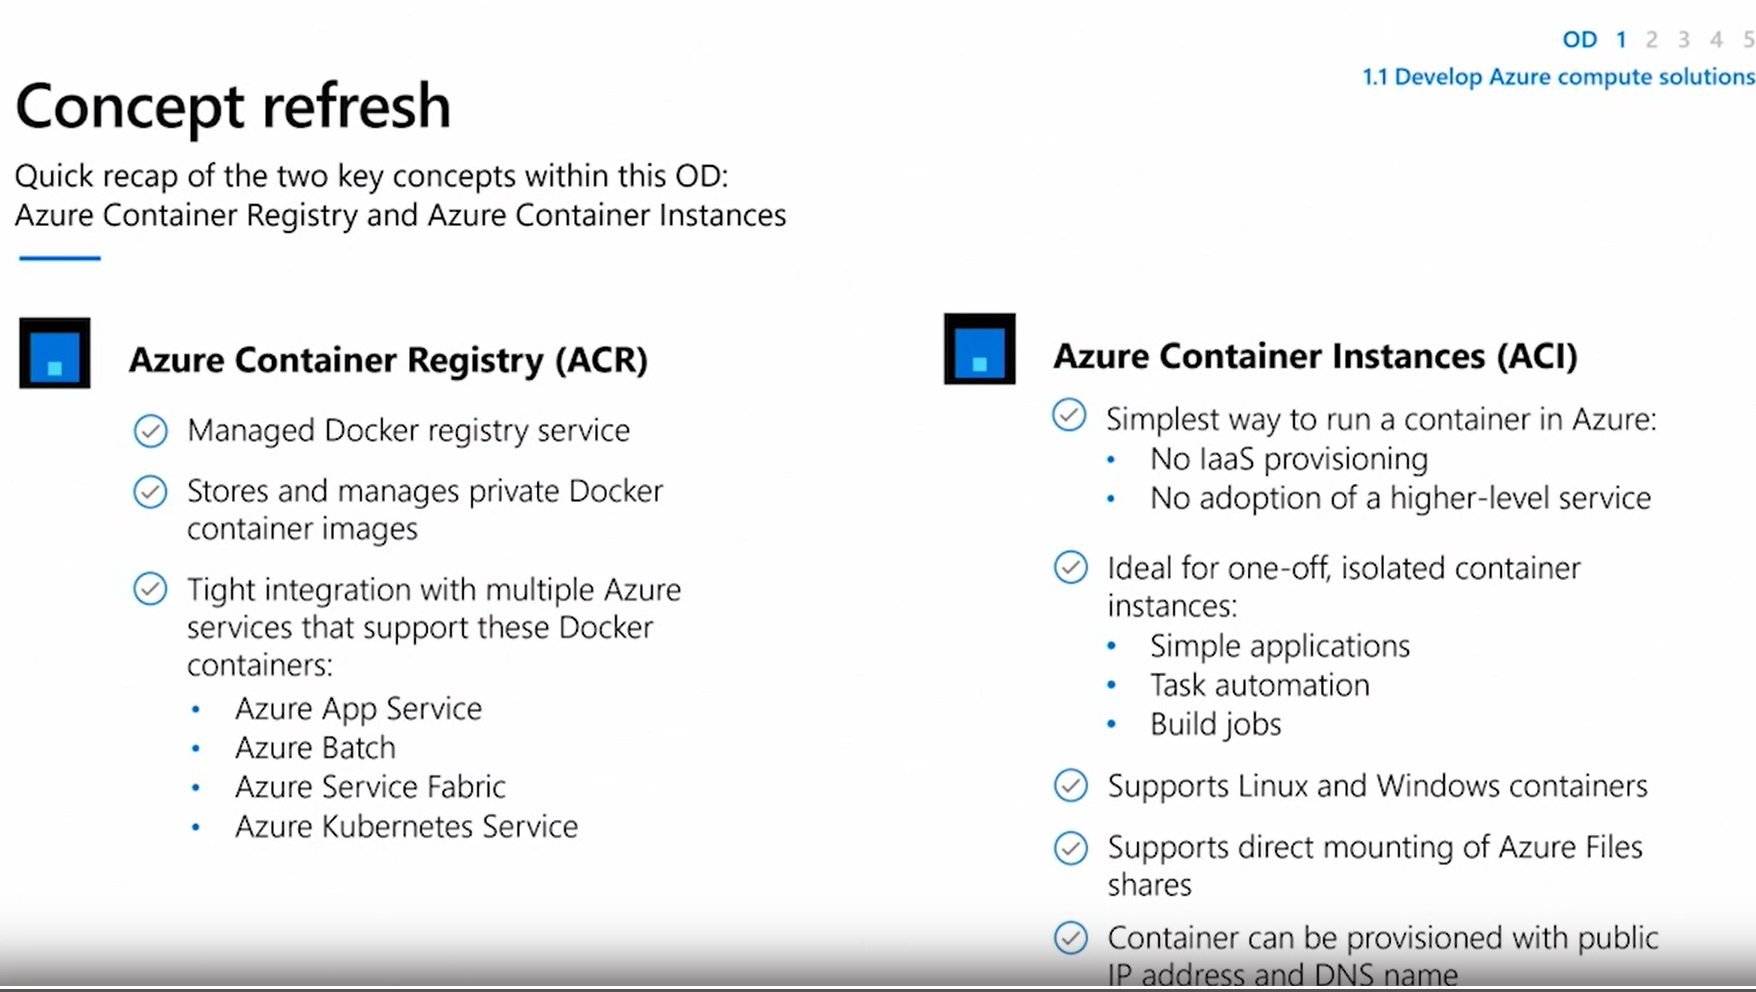 OD 1 2 3 4 5
1.1 Develop Azure compute solutions
Concept refresh
Quick recap of the two key concepts within this OD:
Azure Container Registry and Azure Container Instances
Azure Container Registry (ACR)
Managed Docker registry service
Stores and manages private Docker
container images
Tight integration with multiple Azure
services that support these Docker
containers:
• Azure App Service
• Azure Batch
• Azure Service Fabric
• Azure Kubernetes Service
Azure Container Instances (ACI)
Simplest way to run a container in Azure:
• No IaaS provisioning
• No adoption of a higher-level service
Ideal for one-off, isolated container
instances:
• Simple applications
• Task automation
• Build jobs
Supports Linux and Windows containers
Supports direct mounting of Azure Files
shares
Container can be provisioned with public
IP address and DNS name